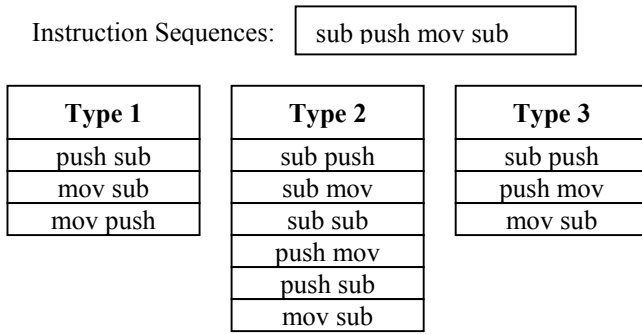 Instruction Sequences: sub push mov sub
Type 1 Type 2 Type 3
push sub sub push sub push
mov sub sub mov push mov
mov push sub sub mov sub
push mov
push sub
mov sub